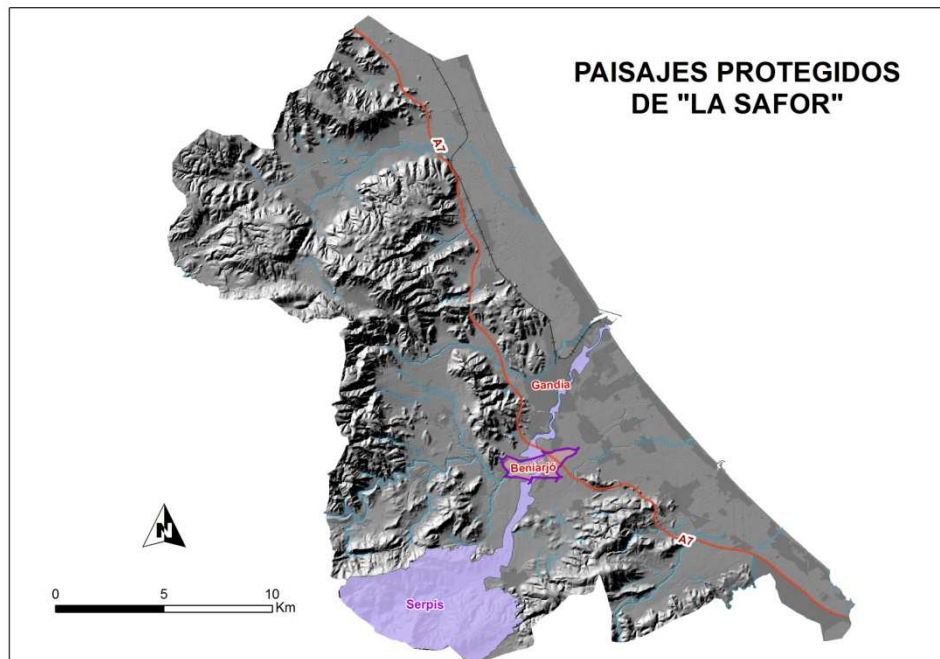 PAISAJES PROTEGIDOS
DE "LA SAFOR"
A7
Gandia
Beniarjó
A7
N
Serpis
0 5 10
Km